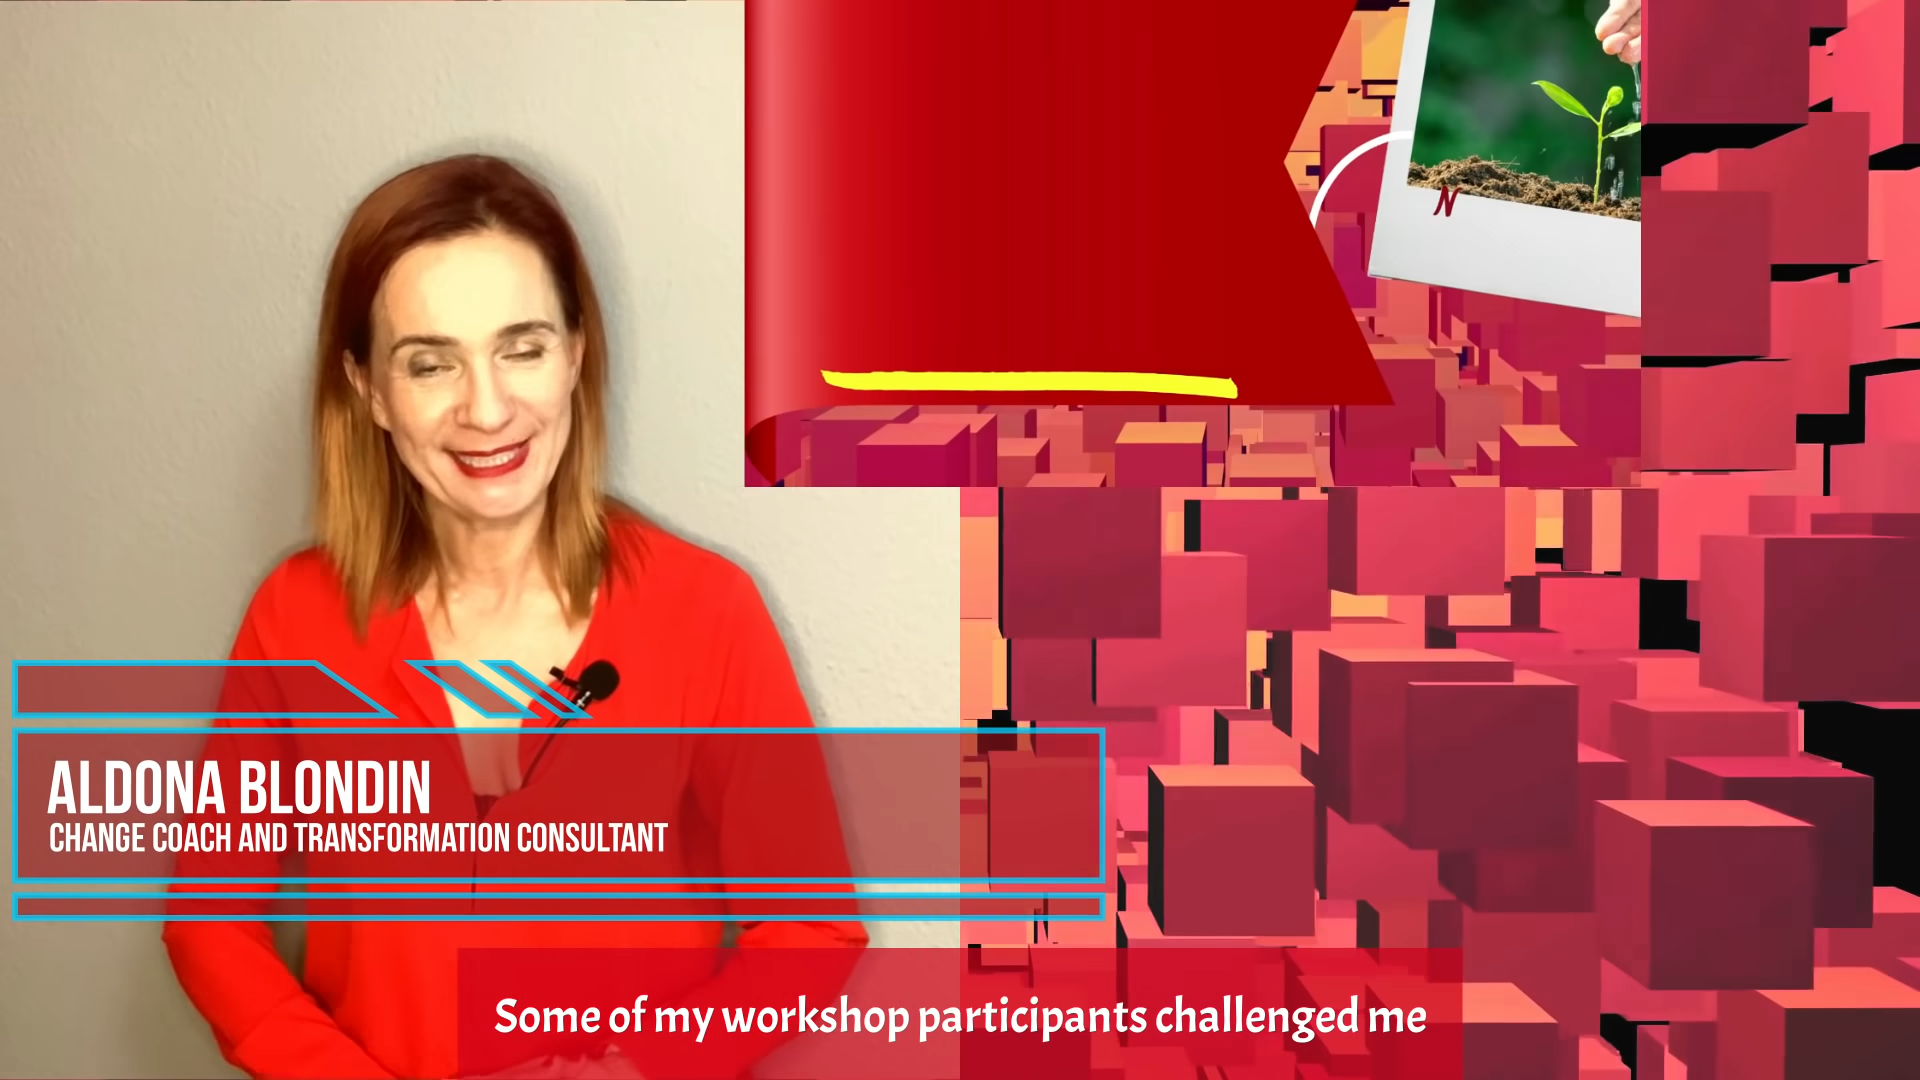 N
ALDONA BLONDIN
CHANGE COACH AND TRANSFORMATION CONSULTANT
Some of my workshop participants challenged me